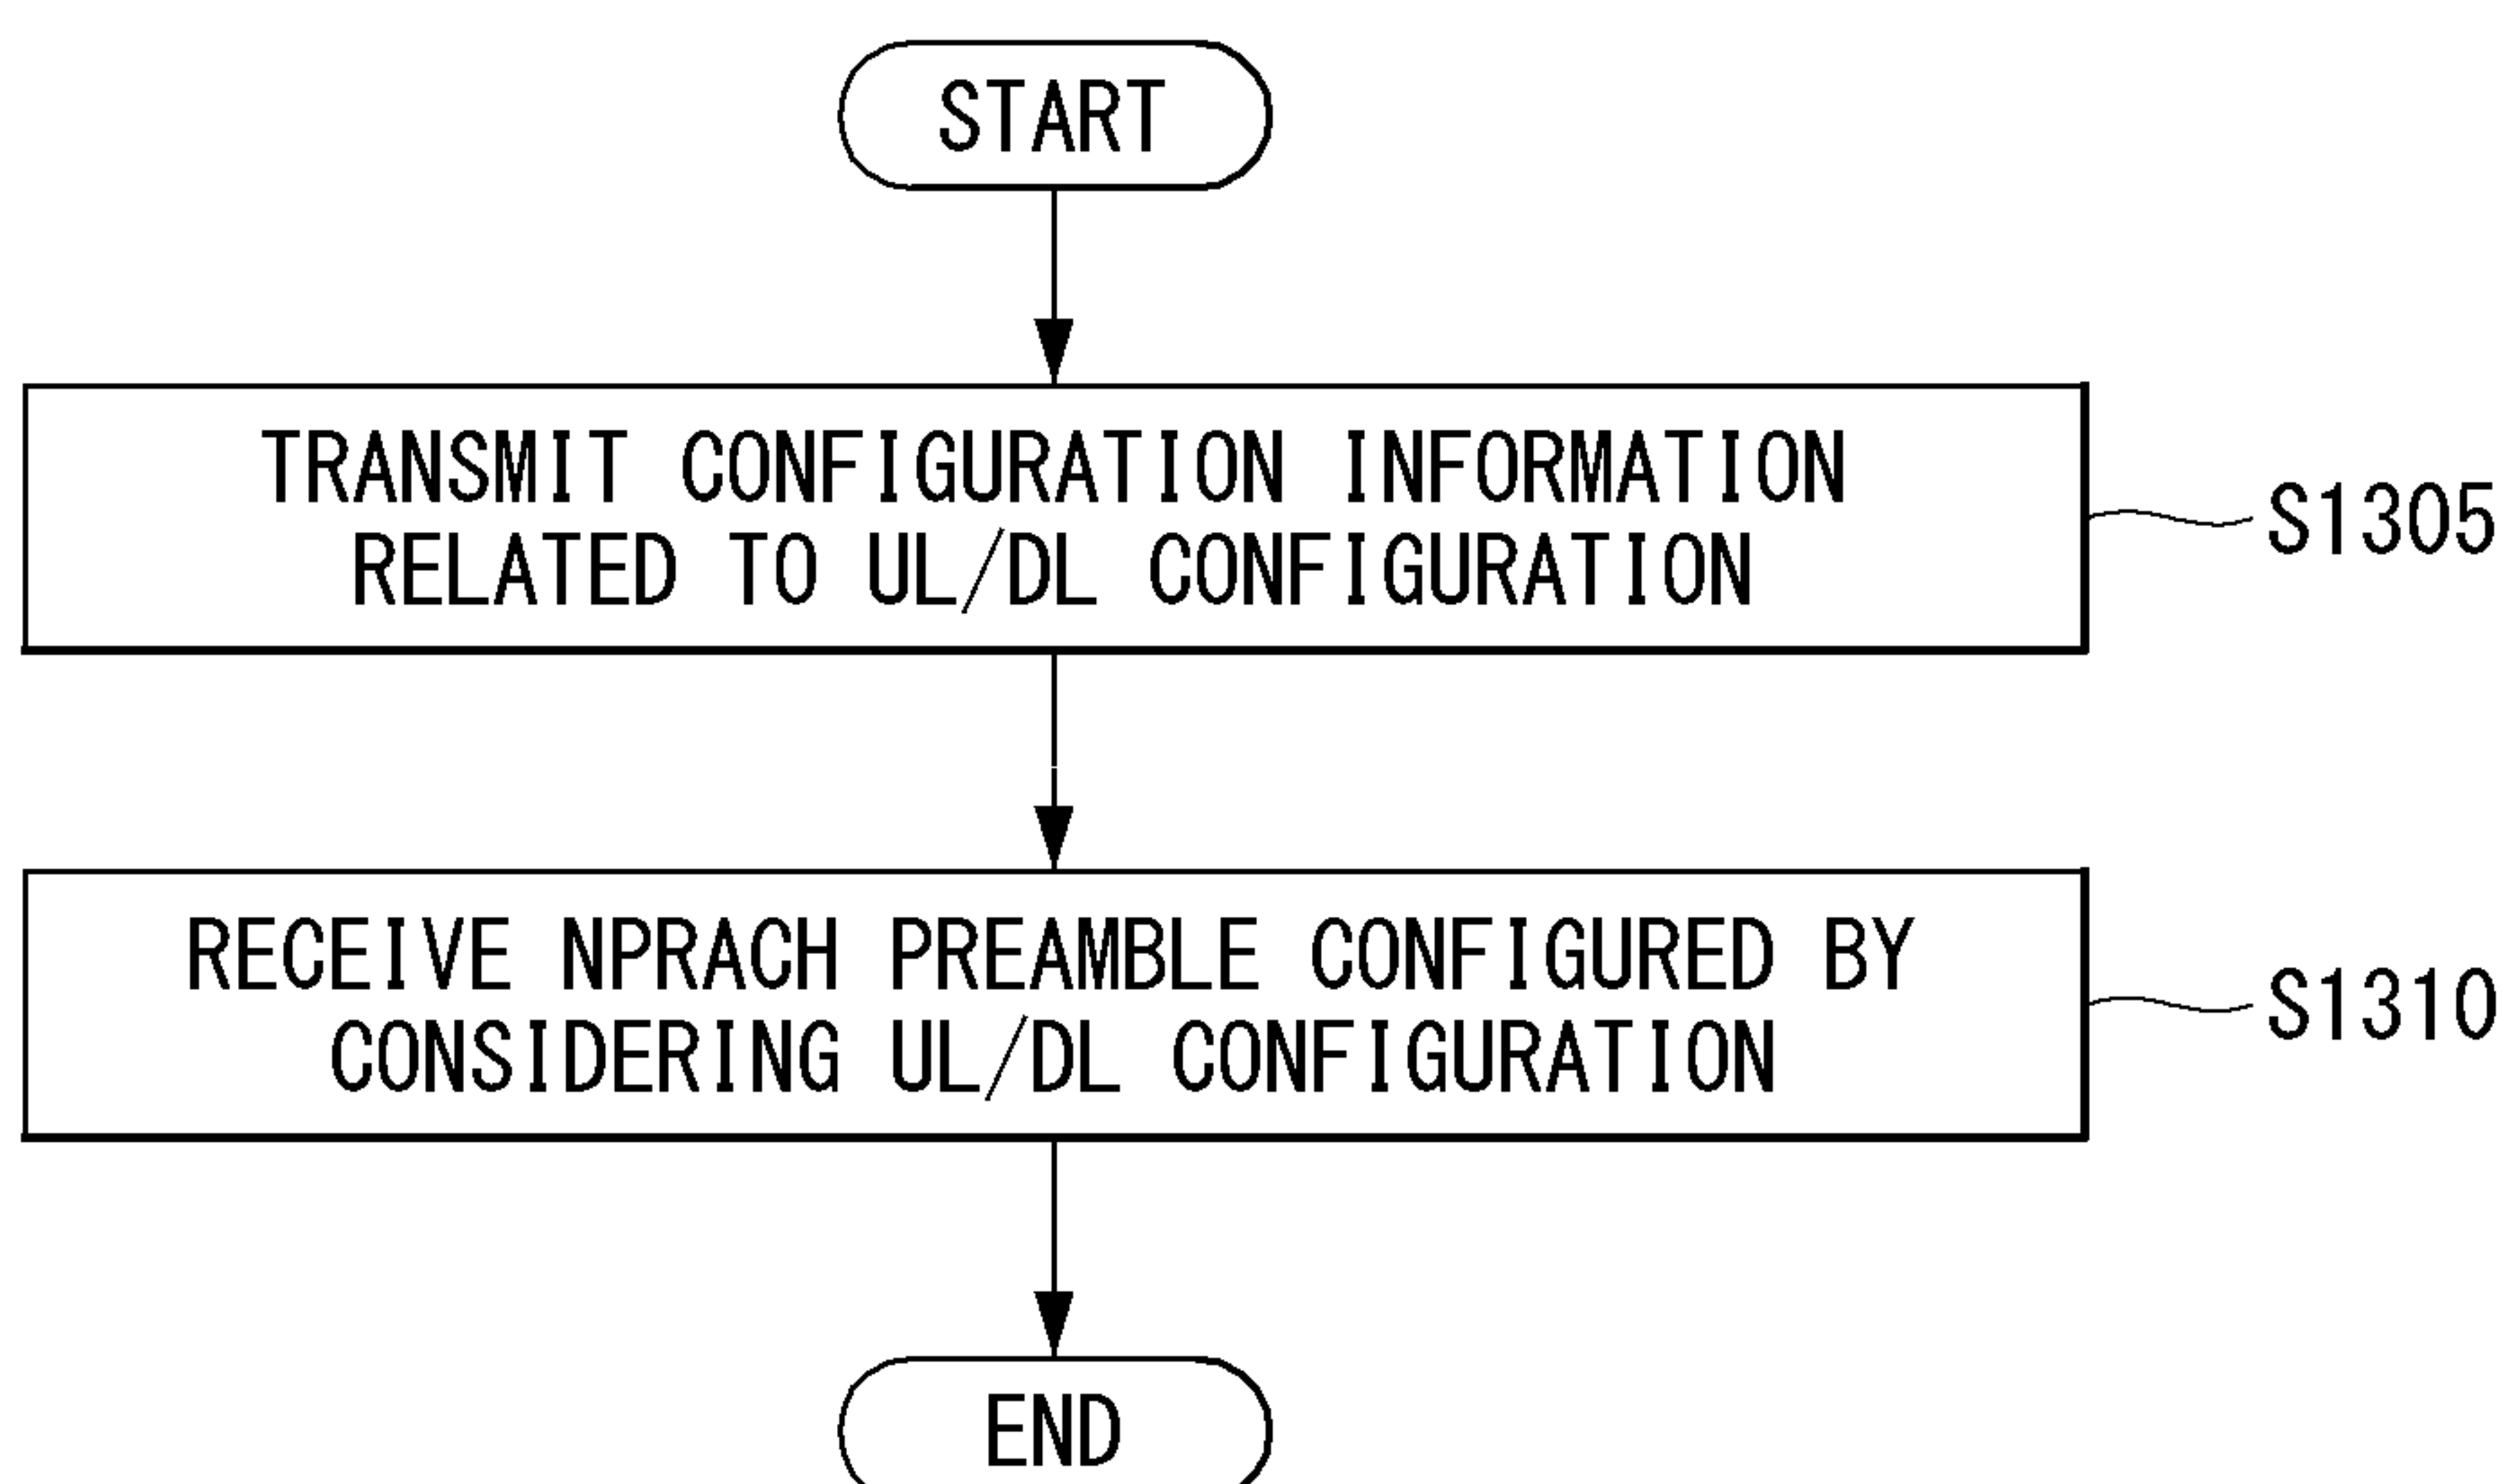 START
TRANSMIT CONFIGURATION INFORMATION
RELATED TO UL/DL CONFIGURATION
S1305
RECEIVE NPRACH PREAMBLE CONFIGURED BY
CONSIDERING UL/DL CONFIGURATION
S1310
END